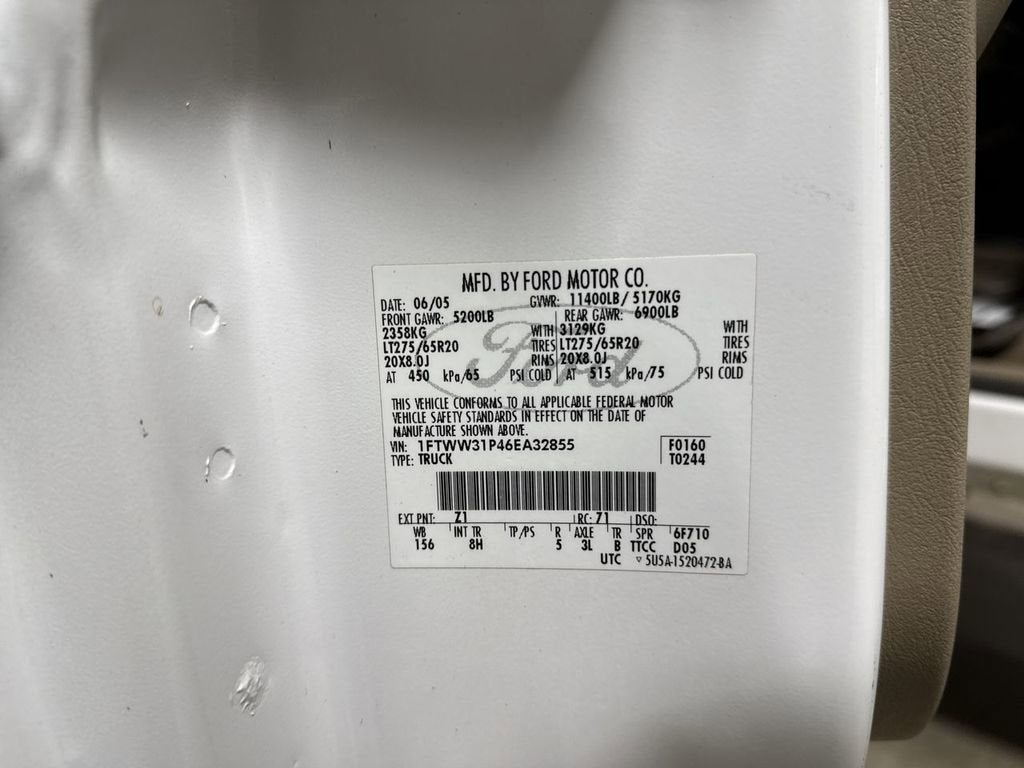 MFD. BY FORD MOTOR CO.
DATE: 06/05 GVWR: 11400LB/ 5170KG
FRONT GAWR: 5200LB REAR GAWR: 6900LB
2358KG WITH 3129KG WITH
LT275/65R20 TIRES LT275/65R20 TIRES
20X8.0J RIMS 20X8.0J RIMS
AT 450 kPa/65 PSI COLD AT 515 kPa/75 PSI COLD
Ford
THIS VEHICLE CONFORMS TO ALL APPLICABLE FEDERAL MOTOR
VEHICLE SAFETY STANDARDS IN EFFECT ON THE DATE OF
MANUFACTURE SHOWN ABOVE.
VIN: 1FTWW31P46EA32855 F0160
TYPE: TRUCK T0244
EXT PNT: Z1 RC: 71 DSO:
WB INT TR TP/PS R AXLE TR SPR 6F710
156 8H 5 3L B TTCC D05
UTC ▽ 5U5A-1520472-BA